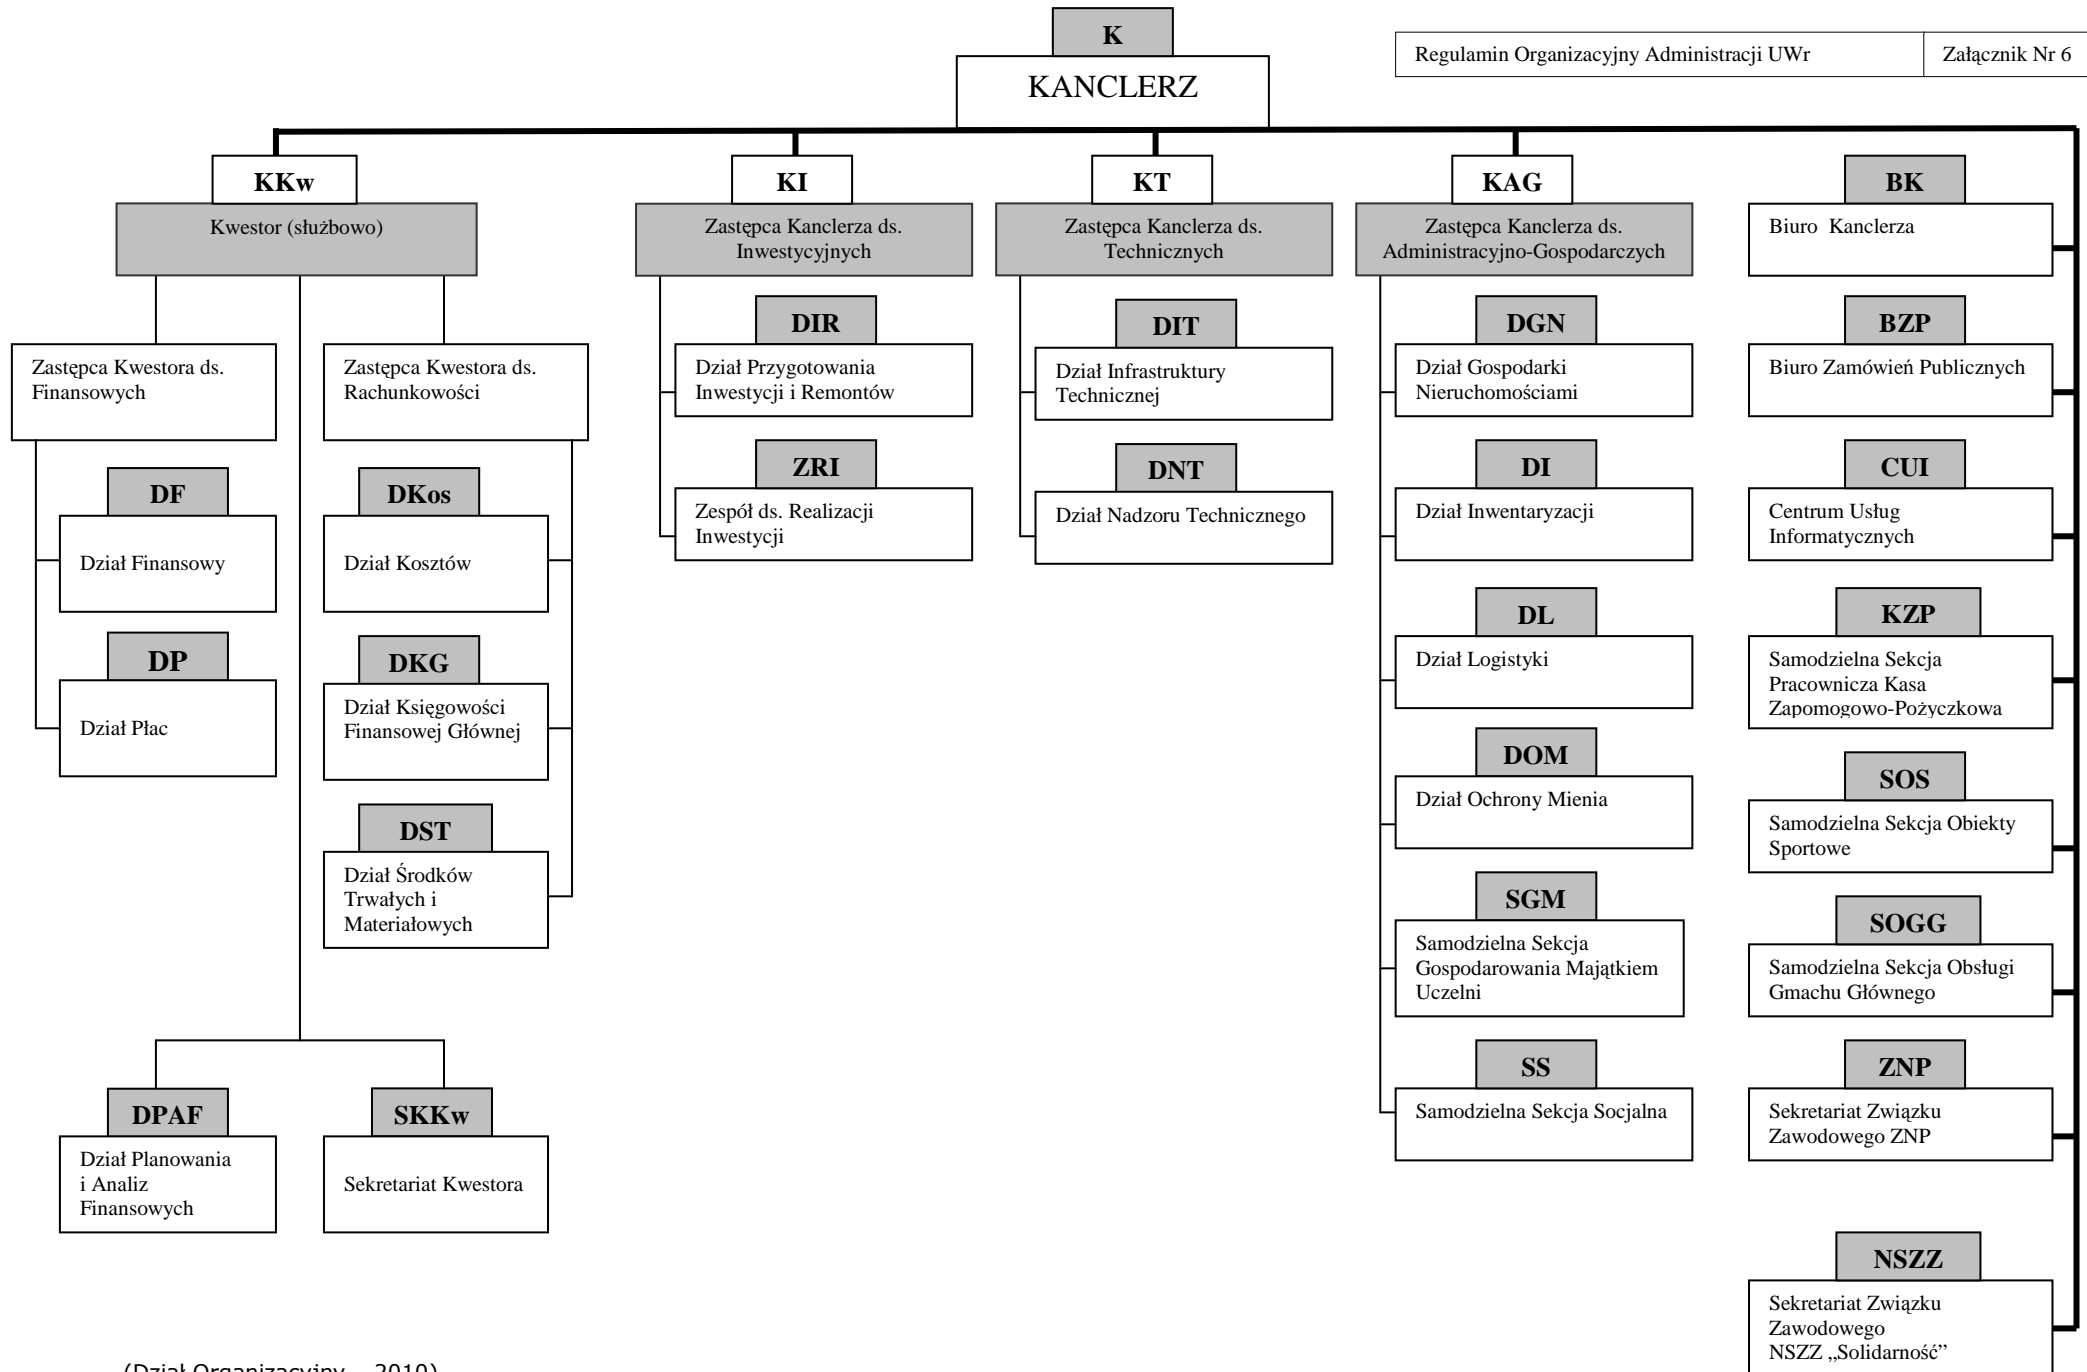 K
KANCLERZ
Regulamin Organizacyjny Administracji UWr
Załącznik Nr 6
KKw
Kwestor (służbowo)
Zastępca Kwestora ds.
Finansowych
DF
Dział Finansowy
DP
Dział Płac
Zastępca Kwestora ds.
Rachunkowości
DKos
Dział Kosztów
DKG
Dział Księgowości
Finansowej Głównej
DST
Dział Środków
Trwałych i
Materiałowych
DPAF
Dział Planowania
i Analiz
Finansowych
SKKw
Sekretariat Kwestora
KI
Zastępca Kanclerza ds.
Inwestycyjnych
DIR
Dział Przygotowania
Inwestycji i Remontów
ZRI
Zespół ds. Realizacji
Inwestycji
KT
Zastępca Kanclerza ds.
Technicznych
DIT
Dział Infrastruktury
Technicznej
DNT
Dział Nadzoru Technicznego
KAG
Zastępca Kanclerza ds.
Administracyjno-Gospodarczych
DGN
Dział Gospodarki
Nieruchomościami
DI
Dział Inwentaryzacji
DL
Dział Logistyki
DOM
Dział Ochrony Mienia
SGM
Samodzielna Sekcja
Gospodarowania Majątkiem
Uczelni
SS
Samodzielna Sekcja Socjalna
BK
Biuro Kanclerza
BZP
Biuro Zamówień Publicznych
CUI
Centrum Usług
Informatycznych
KZP
Samodzielna Sekcja
Pracownicza Kasa
Zapomogowo-Pożyczkowa
SOS
Samodzielna Sekcja Obiekty
Sportowe
SOGG
Samodzielna Sekcja Obsługi
Gmachu Głównego
ZNP
Sekretariat Związku
Zawodowego ZNP
NSZZ
Sekretariat Związku
Zawodowego
NSZZ „Solidarność”
(Dział Organizacyjny – 2010)